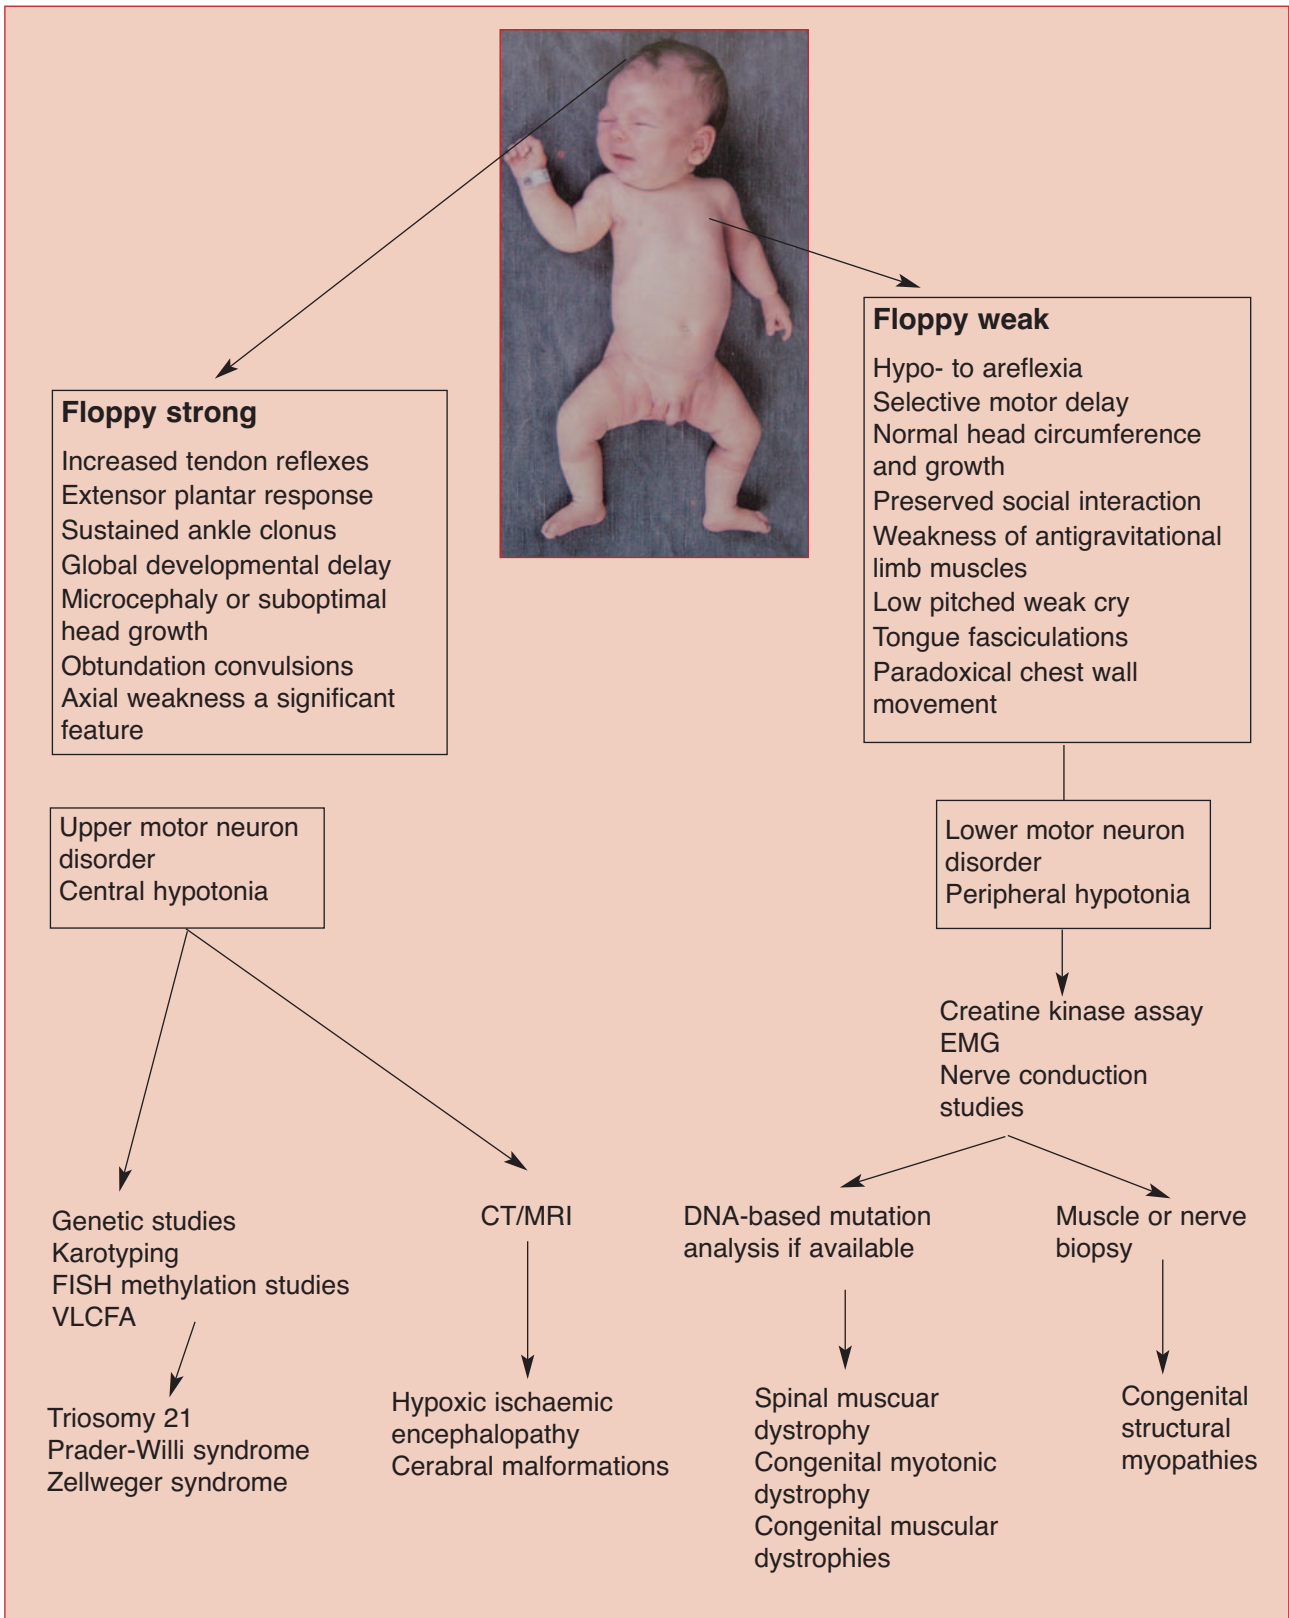 Floppy strong
Increased tendon reflexes
Extensor plantar response
Sustained ankle clonus
Global developmental delay
Microcephaly or suboptimal
head growth
Obtundation convulsions
Axial weakness a significant
feature
Upper motor neuron
disorder
Central hypotonia
Genetic studies
Karotyping
FISH methylation studies
VLCFA
Triosomy 21
Prader-Willi syndrome
Zellweger syndrome
CT/MRI
Hypoxic ischaemic
encephalopathy
Cerabral malformations
Floppy weak
Hypo- to areflexia
Selective motor delay
Normal head circumference
and growth
Preserved social interaction
Weakness of antigravitational
limb muscles
Low pitched weak cry
Tongue fasciculations
Paradoxical chest wall
movement
Lower motor neuron
disorder
Peripheral hypotonia
Creatine kinase assay
EMG
Nerve conduction
studies
DNA-based mutation
analysis if available
Spinal muscuar
dystrophy
Congenital myotonic
dystrophy
Congenital muscular
dystrophies
Muscle or nerve
biopsy
Congenital
structural
myopathies